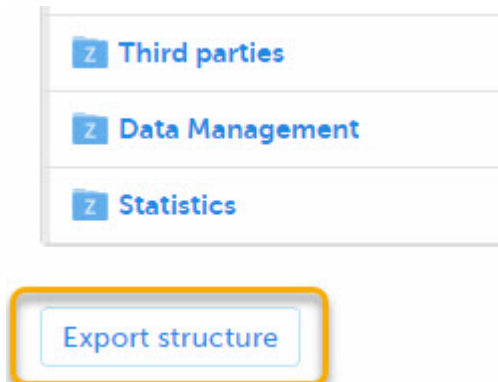 Z Third parties
Z Data Management
Z Statistics
Export structure